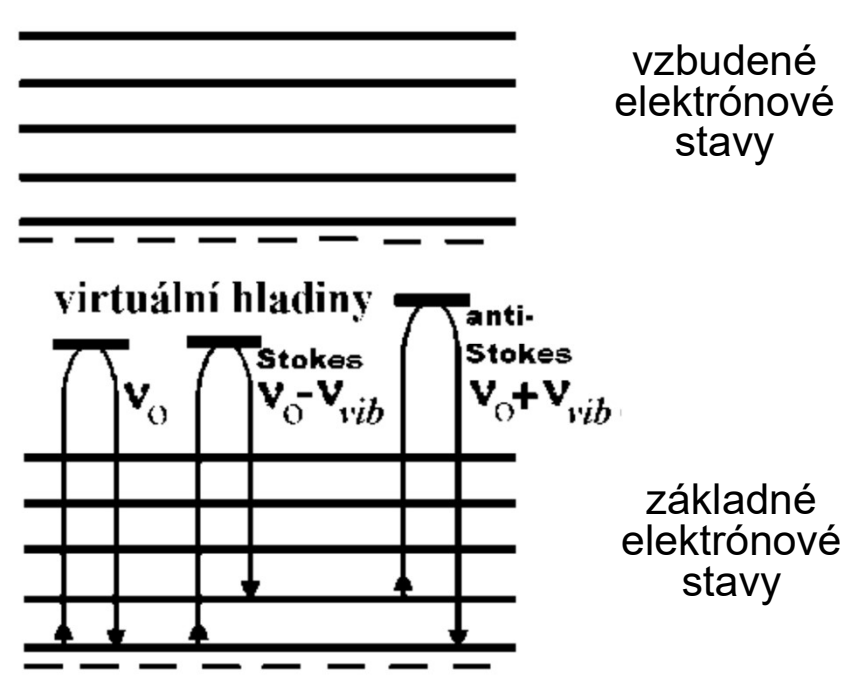 vzbudené
elektrónové
stavy
virtuální hladiny
anti-
Stokes
Stokes
V₀
V₀-Vvib
V₀+Vvib
základné
elektrónové
stavy